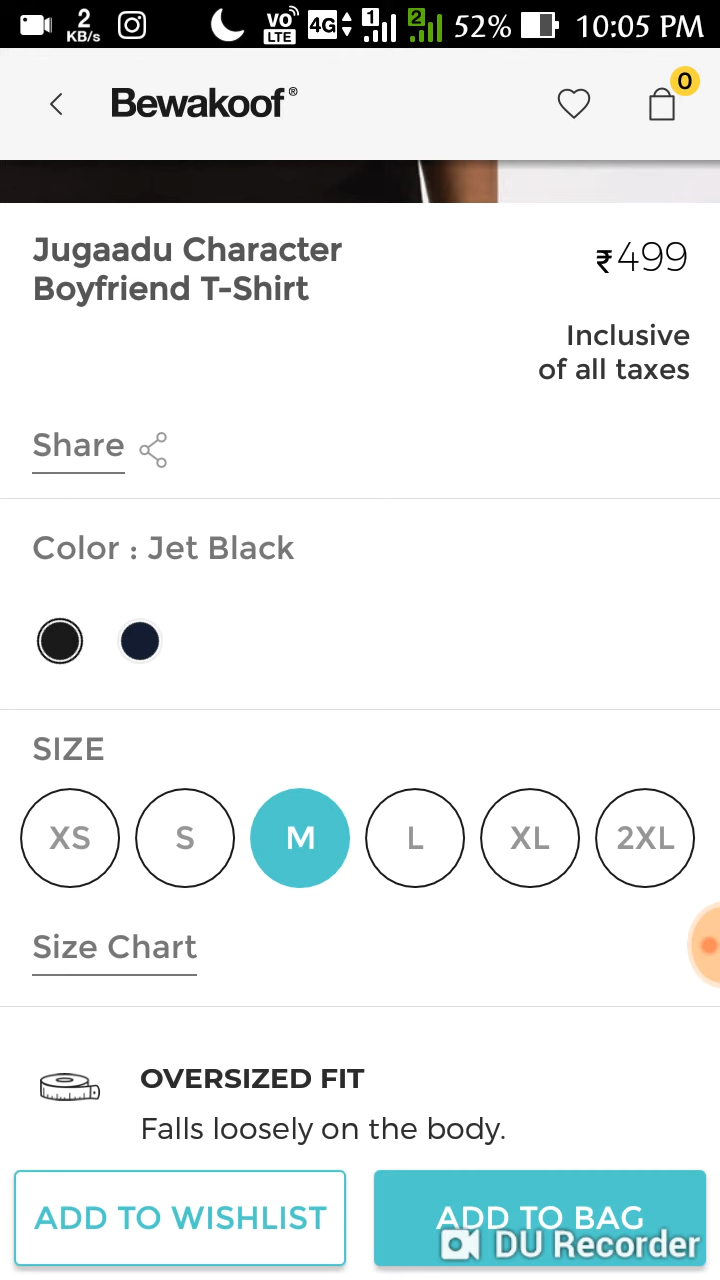 2
KB/s
VO
LTE
4G
1
2
52%
10:05 PM
Bewakoof®
0
Jugaadu Character
Boyfriend T-Shirt
₹499
Inclusive
of all taxes
Share
Color : Jet Black
SIZE
XS
S
M
L
XL
2XL
Size Chart
OVERSIZED FIT
Falls loosely on the body.
ADD TO WISHLIST
ADD TO BAG
DU Recorder